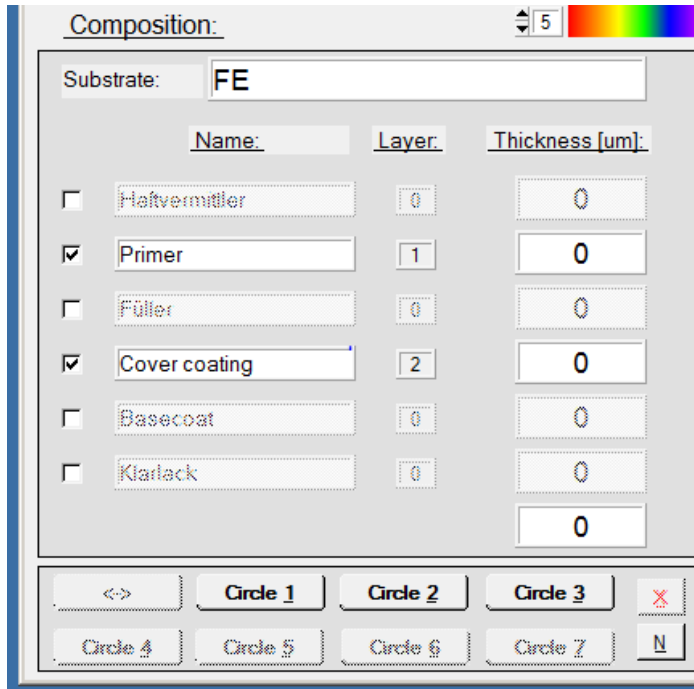 Composition:
5
Substrate: FE
Name: Layer: Thickness [um]:
Haftvermittler 0 0
Primer 1 0
Füller 0 0
Cover coating 2 0
Basecoat 0 0
Klarlack 0 0
0
<-> Circle 1 Circle 2 Circle 3 X
Circle 4 Circle 5 Circle 6 Circle 7 N